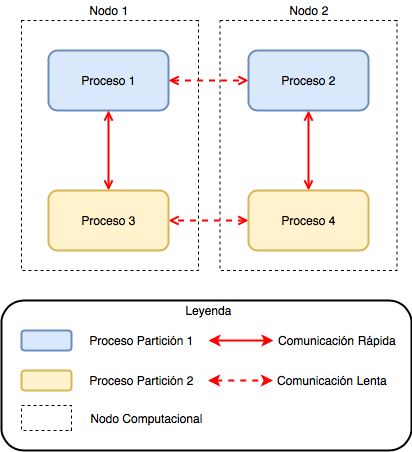 Nodo 1
Nodo 2
Proceso 1
Proceso 2
Proceso 3
Proceso 4
Leyenda
Proceso Partición 1
Comunicación Rápida
Proceso Partición 2
Comunicación Lenta
Nodo Computacional